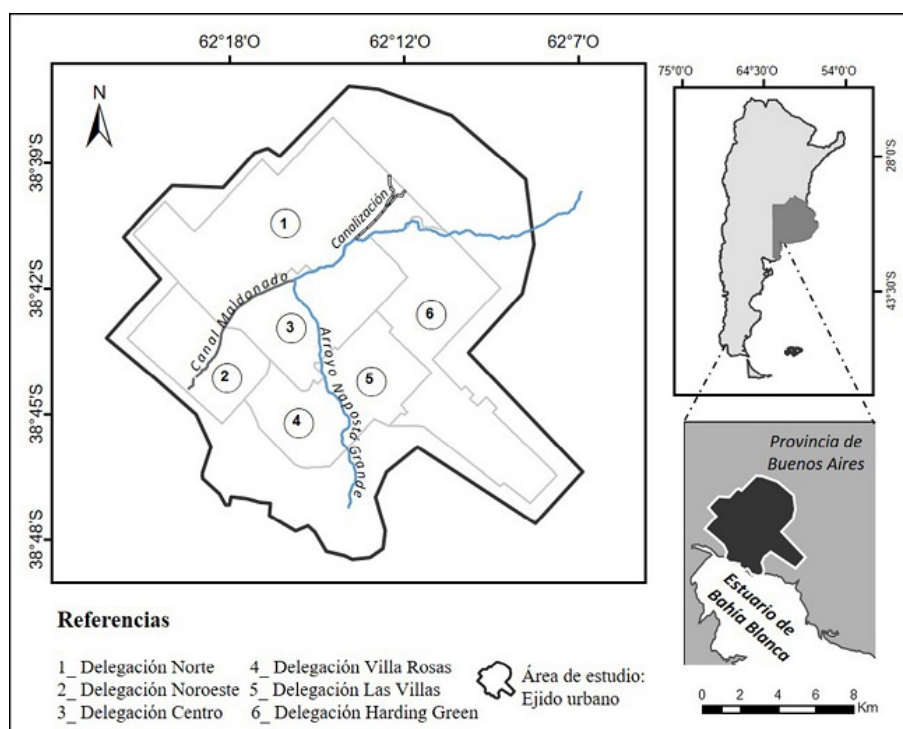 62°18'O
62°12'O
62°7'O
N
38°39'S
38°42'S
38°45'S
38°48'S
Canalización
1
Canal Maldonado
3
6
Arroyo Napostá Grande
2
5
4
75°0'O
64°30'O
54°0'O
28°0'S
43°30'S
Provincia de
Buenos Aires
Estuario de
Bahía Blanca
Referencias
1_ Delegación Norte
2_ Delegación Noroeste
3_ Delegación Centro
4_ Delegación Villa Rosas
5_ Delegación Las Villas
6_ Delegación Harding Green
Área de estudio:
Ejido urbano
0 2 4 6 8
Km